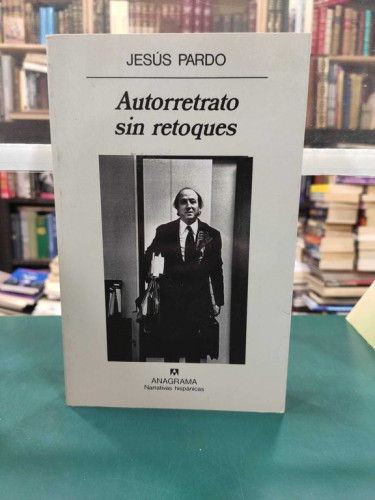 JESÚS PARDO
Autorretrato
sin retoques
ANAGRAMA
Narrativas hispánicas